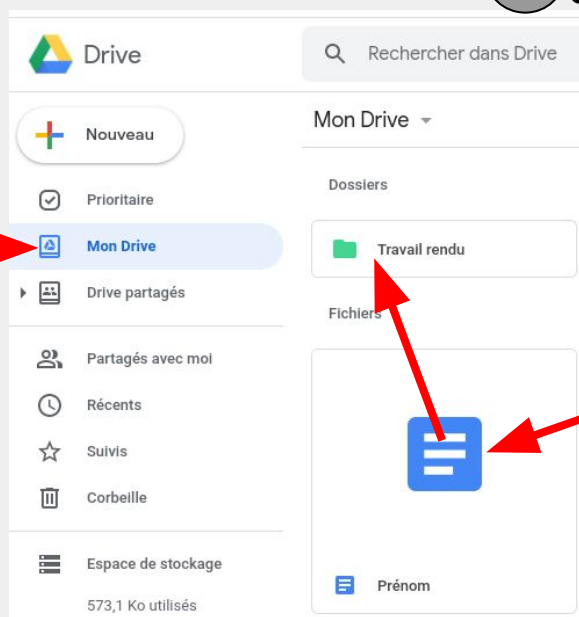 Drive
Rechercher dans Drive
Nouveau
Mon Drive
Prioritaire
Dossiers
Mon Drive
Travail rendu
Drive partagés
Fichiers
Partagés avec moi
Récents
Suivis
Corbeille
Espace de stockage
Prénom
573,1 Ko utilisés